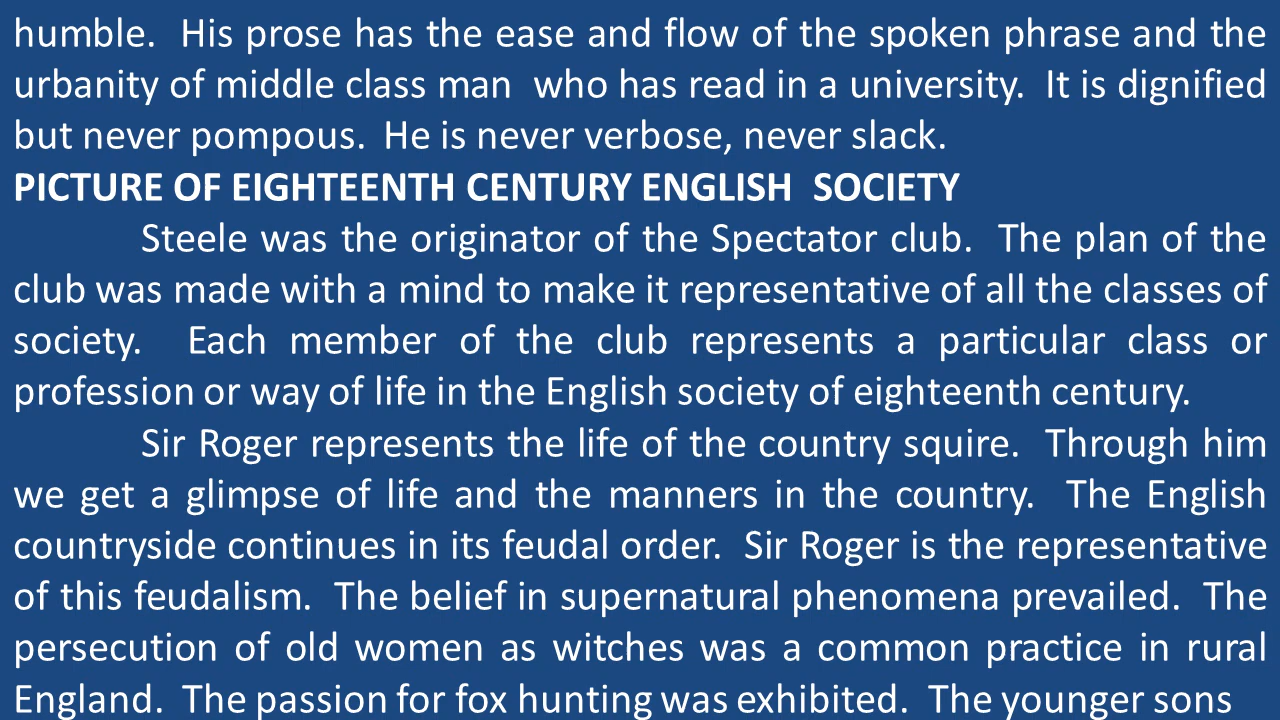 humble. His prose has the ease and flow of the spoken phrase and the
urbanity of middle class man who has read in a university. It is dignified
but never pompous. He is never verbose, never slack.
PICTURE OF EIGHTEENTH CENTURY ENGLISH SOCIETY
Steele was the originator of the Spectator club. The plan of the
club was made with a mind to make it representative of all the classes of
society. Each member of the club represents a particular class or
profession or way of life in the English society of eighteenth century.
Sir Roger represents the life of the country squire. Through him
we get a glimpse of life and the manners in the country. The English
countryside continues in its feudal order. Sir Roger is the representative
of this feudalism. The belief in supernatural phenomena prevailed. The
persecution of old women as witches was a common practice in rural
England. The passion for fox hunting was exhibited. The younger sons